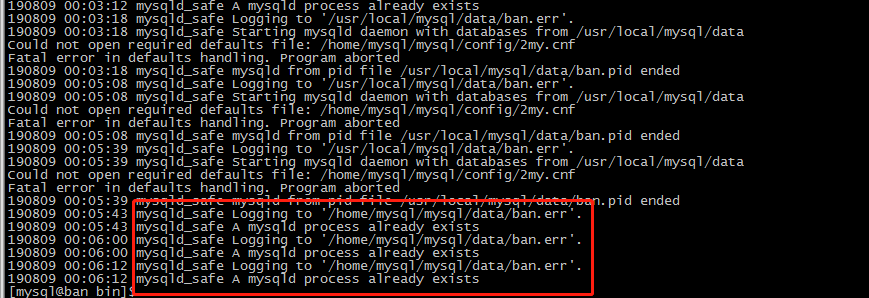 190809 00:03:12 mysqld_safe A mysqld process already exists
190809 00:03:18 mysqld_safe Logging to '/usr/local/mysql/data/ban.err'.
190809 00:03:18 mysqld_safe Starting mysqld daemon with databases from /usr/local/mysql/data
Could not open required defaults file: /home/mysql/mysql/config/2my.cnf
Fatal error in defaults handling. Program aborted
190809 00:03:18 mysqld_safe mysqld from pid file /usr/local/mysql/data/ban.pid ended
190809 00:05:08 mysqld_safe Logging to '/usr/local/mysql/data/ban.err'.
190809 00:05:08 mysqld_safe Starting mysqld daemon with databases from /usr/local/mysql/data
Could not open required defaults file: /home/mysql/mysql/config/2my.cnf
Fatal error in defaults handling. Program aborted
190809 00:05:08 mysqld_safe mysqld from pid file /usr/local/mysql/data/ban.pid ended
190809 00:05:39 mysqld_safe Logging to '/usr/local/mysql/data/ban.err'.
190809 00:05:39 mysqld_safe Starting mysqld daemon with databases from /usr/local/mysql/data
Could not open required defaults file: /home/mysql/mysql/config/2my.cnf
Fatal error in defaults handling. Program aborted
190809 00:05:39 mysqld_safe mysqld from pid file /usr/local/mysql/data/ban.pid ended
190809 00:05:43 mysqld_safe Logging to '/home/mysql/mysql/data/ban.err'.
190809 00:05:43 mysqld_safe A mysqld process already exists
190809 00:06:00 mysqld_safe Logging to '/home/mysql/mysql/data/ban.err'.
190809 00:06:00 mysqld_safe A mysqld process already exists
190809 00:06:12 mysqld_safe Logging to '/home/mysql/mysql/data/ban.err'.
190809 00:06:12 mysqld_safe A mysqld process already exists
[mysql@ban bin]$